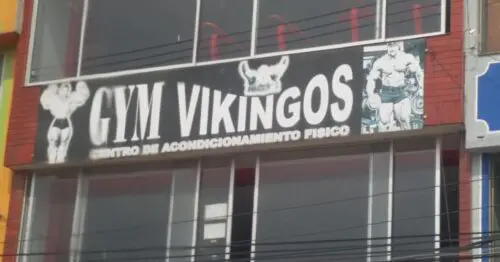 GYM VIKINGOS
CENTRO DE ACONDICIONAMIENTO FISICO